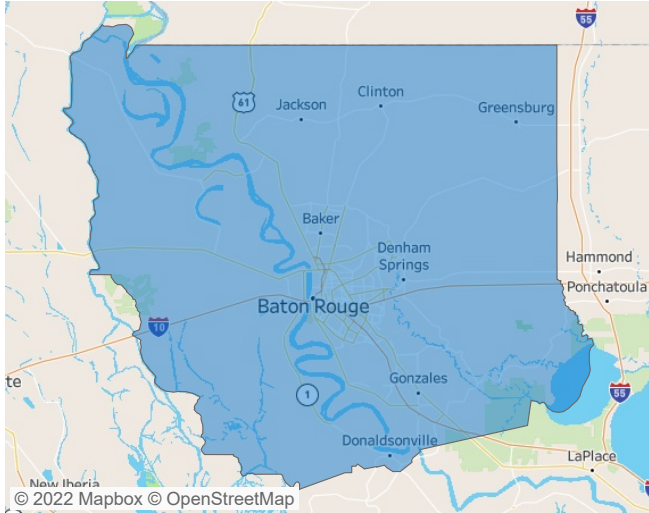 55
61
Jackson
Clinton
Greensburg
Baker
Denham
Springs
Hammond
Ponchatoula
Baton Rouge
10
te
1
Gonzales
55
Donaldsonville
LaPlace
New Iberia
© 2022 Mapbox © OpenStreetMap